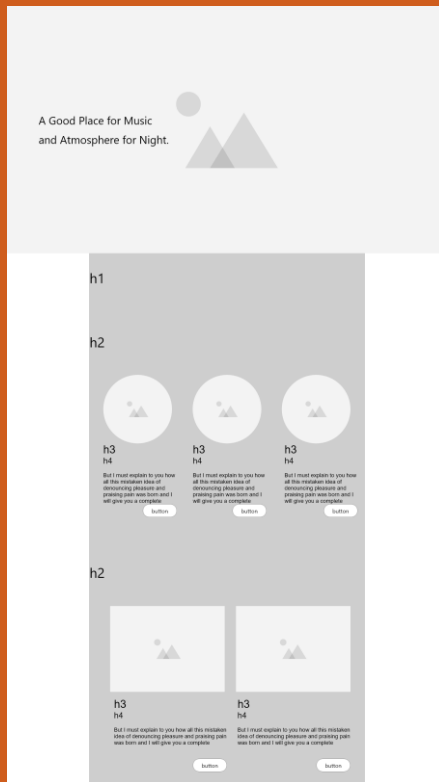 A Good Place for Music
and Atmosphere for Night.
h1
h2
h3
h4
But I must explain to you how
all this mistaken idea of
denouncing pleasure and
praising pain was born and I
will give you a complete
button
h3
h4
But I must explain to you how
all this mistaken idea of
denouncing pleasure and
praising pain was born and I
will give you a complete
button
h3
h4
But I must explain to you how
all this mistaken idea of
denouncing pleasure and
praising pain was born and I
will give you a complete
button
h2
h3
h4
But I must explain to you how all this mistaken
idea of denouncing pleasure and praising pain
was born and I will give you a complete
button
h3
h4
But I must explain to you how all this mistaken
idea of denouncing pleasure and praising pain
was born and I will give you a complete
button